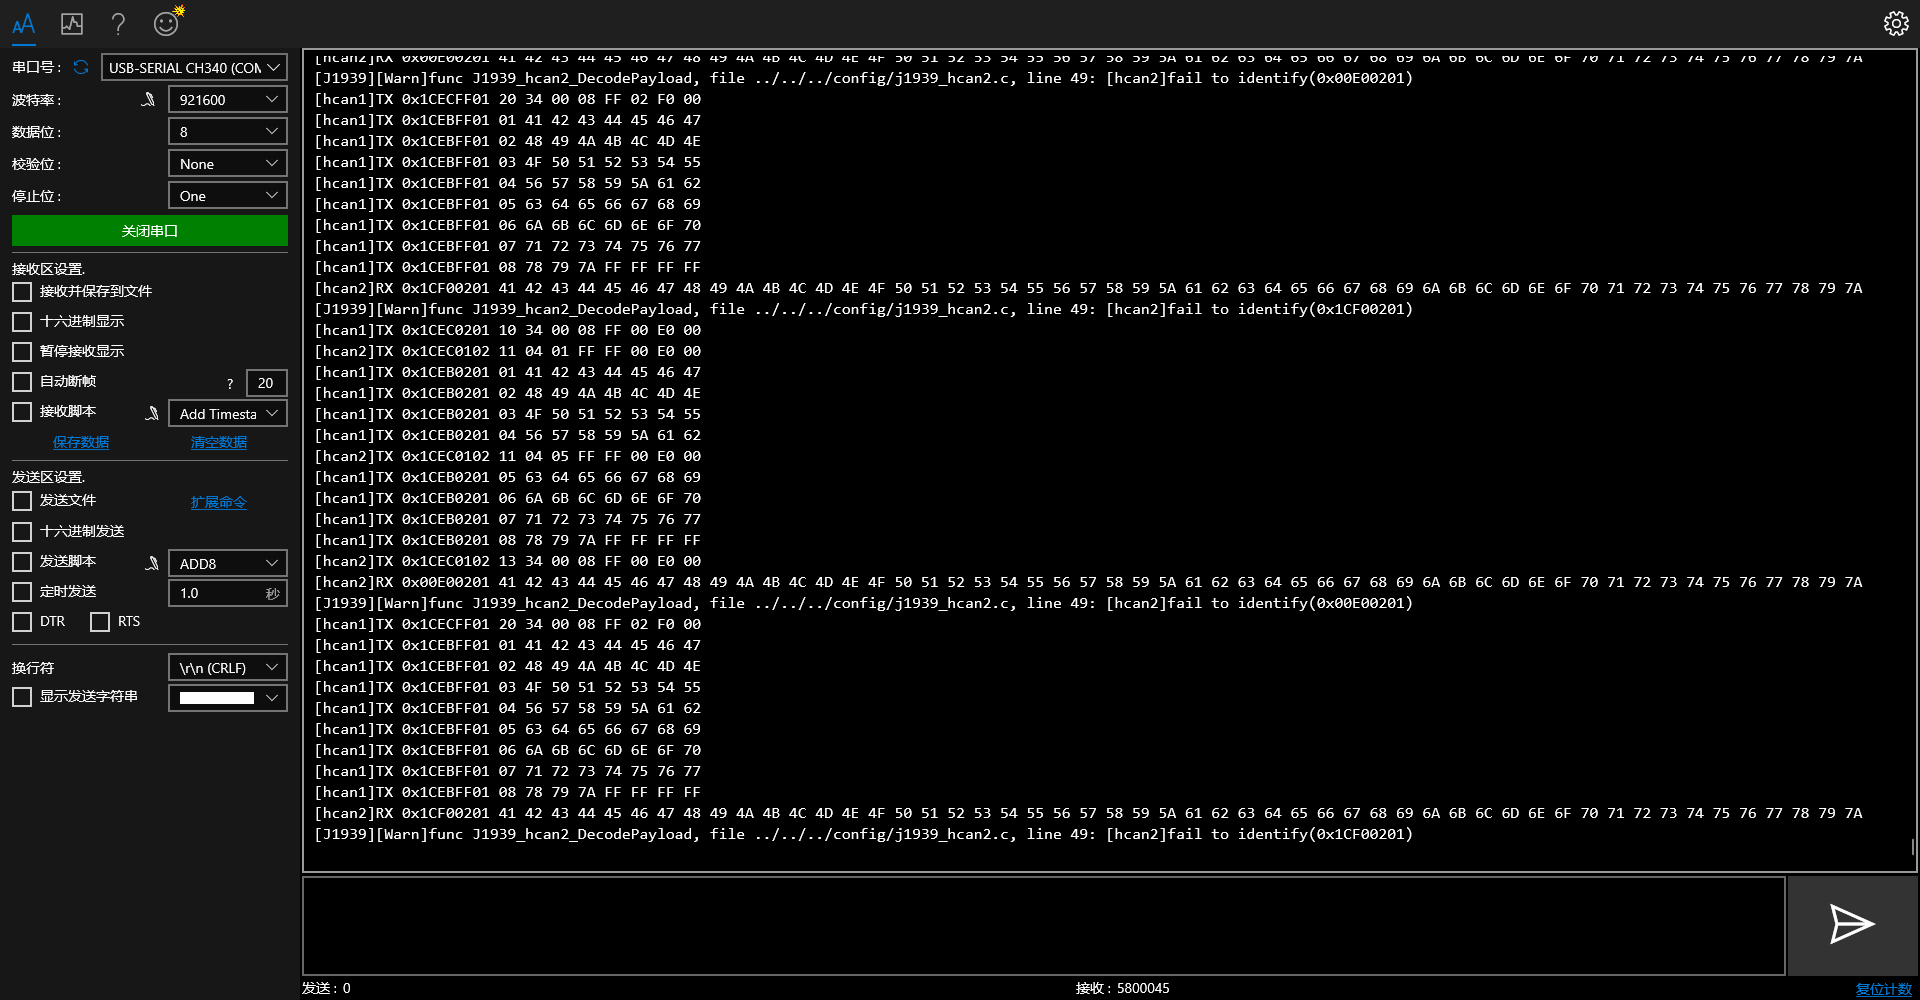 串口号：
USB-SERIAL CH340 (COM
波特率：
921600
数据位：
8
校验位：
None
停止位：
One
关闭串口
接收区设置.
接收并保存到文件
十六进制显示
暂停接收显示
自动断帧
?
20
接收脚本
Add Timesta
保存数据
清空数据
发送区设置.
发送文件
扩展命令
十六进制发送
发送脚本
ADD8
定时发送
1.0
秒
DTR
RTS
换行符
\r\n (CRLF)
显示发送字符串
[hcan2]RX 0x00E00201 41 42 43 44 45 46 47 48 49 4A 4B 4C 4D 4E 4F 50 51 52 53 54 55 56 57 58 59 5A 61 62 63 64 65 66 67 68 69 6A 6B 6C 6D 6E 6F 70 71 72 73 74 75 76 77 78 79 7A
[J1939][Warn]func J1939_hcan2_DecodePayload, file ../../../config/j1939_hcan2.c, line 49: [hcan2]fail to identify(0x00E00201)
[hcan1]TX 0x1CECFF01 20 34 00 08 FF 02 F0 00
[hcan1]TX 0x1CEBFF01 01 41 42 43 44 45 46 47
[hcan1]TX 0x1CEBFF01 02 48 49 4A 4B 4C 4D 4E
[hcan1]TX 0x1CEBFF01 03 4F 50 51 52 53 54 55
[hcan1]TX 0x1CEBFF01 04 56 57 58 59 5A 61 62
[hcan1]TX 0x1CEBFF01 05 63 64 65 66 67 68 69
[hcan1]TX 0x1CEBFF01 06 6A 6B 6C 6D 6E 6F 70
[hcan1]TX 0x1CEBFF01 07 71 72 73 74 75 76 77
[hcan1]TX 0x1CEBFF01 08 78 79 7A FF FF FF FF
[hcan2]RX 0x1CF00201 41 42 43 44 45 46 47 48 49 4A 4B 4C 4D 4E 4F 50 51 52 53 54 55 56 57 58 59 5A 61 62 63 64 65 66 67 68 69 6A 6B 6C 6D 6E 6F 70 71 72 73 74 75 76 77 78 79 7A
[J1939][Warn]func J1939_hcan2_DecodePayload, file ../../../config/j1939_hcan2.c, line 49: [hcan2]fail to identify(0x1CF00201)
[hcan1]TX 0x1CEC0201 10 34 00 08 FF 00 E0 00
[hcan2]TX 0x1CEC0102 11 04 01 FF FF 00 E0 00
[hcan1]TX 0x1CEB0201 01 41 42 43 44 45 46 47
[hcan1]TX 0x1CEB0201 02 48 49 4A 4B 4C 4D 4E
[hcan1]TX 0x1CEB0201 03 4F 50 51 52 53 54 55
[hcan1]TX 0x1CEB0201 04 56 57 58 59 5A 61 62
[hcan2]TX 0x1CEC0102 11 04 05 FF FF 00 E0 00
[hcan1]TX 0x1CEB0201 05 63 64 65 66 67 68 69
[hcan1]TX 0x1CEB0201 06 6A 6B 6C 6D 6E 6F 70
[hcan1]TX 0x1CEB0201 07 71 72 73 74 75 76 77
[hcan1]TX 0x1CEB0201 08 78 79 7A FF FF FF FF
[hcan2]TX 0x1CEC0102 13 34 00 08 FF 00 E0 00
[hcan2]RX 0x00E00201 41 42 43 44 45 46 47 48 49 4A 4B 4C 4D 4E 4F 50 51 52 53 54 55 56 57 58 59 5A 61 62 63 64 65 66 67 68 69 6A 6B 6C 6D 6E 6F 70 71 72 73 74 75 76 77 78 79 7A
[J1939][Warn]func J1939_hcan2_DecodePayload, file ../../../config/j1939_hcan2.c, line 49: [hcan2]fail to identify(0x00E00201)
[hcan1]TX 0x1CECFF01 20 34 00 08 FF 02 F0 00
[hcan1]TX 0x1CEBFF01 01 41 42 43 44 45 46 47
[hcan1]TX 0x1CEBFF01 02 48 49 4A 4B 4C 4D 4E
[hcan1]TX 0x1CEBFF01 03 4F 50 51 52 53 54 55
[hcan1]TX 0x1CEBFF01 04 56 57 58 59 5A 61 62
[hcan1]TX 0x1CEBFF01 05 63 64 65 66 67 68 69
[hcan1]TX 0x1CEBFF01 06 6A 6B 6C 6D 6E 6F 70
[hcan1]TX 0x1CEBFF01 07 71 72 73 74 75 76 77
[hcan1]TX 0x1CEBFF01 08 78 79 7A FF FF FF FF
[hcan2]RX 0x1CF00201 41 42 43 44 45 46 47 48 49 4A 4B 4C 4D 4E 4F 50 51 52 53 54 55 56 57 58 59 5A 61 62 63 64 65 66 67 68 69 6A 6B 6C 6D 6E 6F 70 71 72 73 74 75 76 77 78 79 7A
[J1939][Warn]func J1939_hcan2_DecodePayload, file ../../../config/j1939_hcan2.c, line 49: [hcan2]fail to identify(0x1CF00201)
发送：0
接收：5800045
复位计数